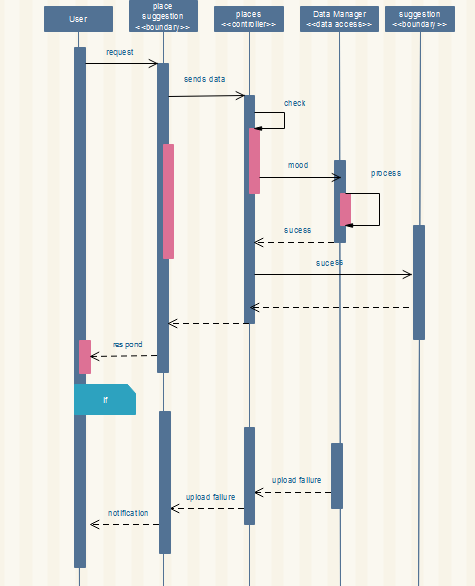 User
place
suggestion
<<boundary>>
places
<<controller>>
Data Manager
<<data access>>
suggestion
<<boundary>>
request
sends data
check
mood
process
sucess
sucess
respond
if
upload failure
upload failure
notification